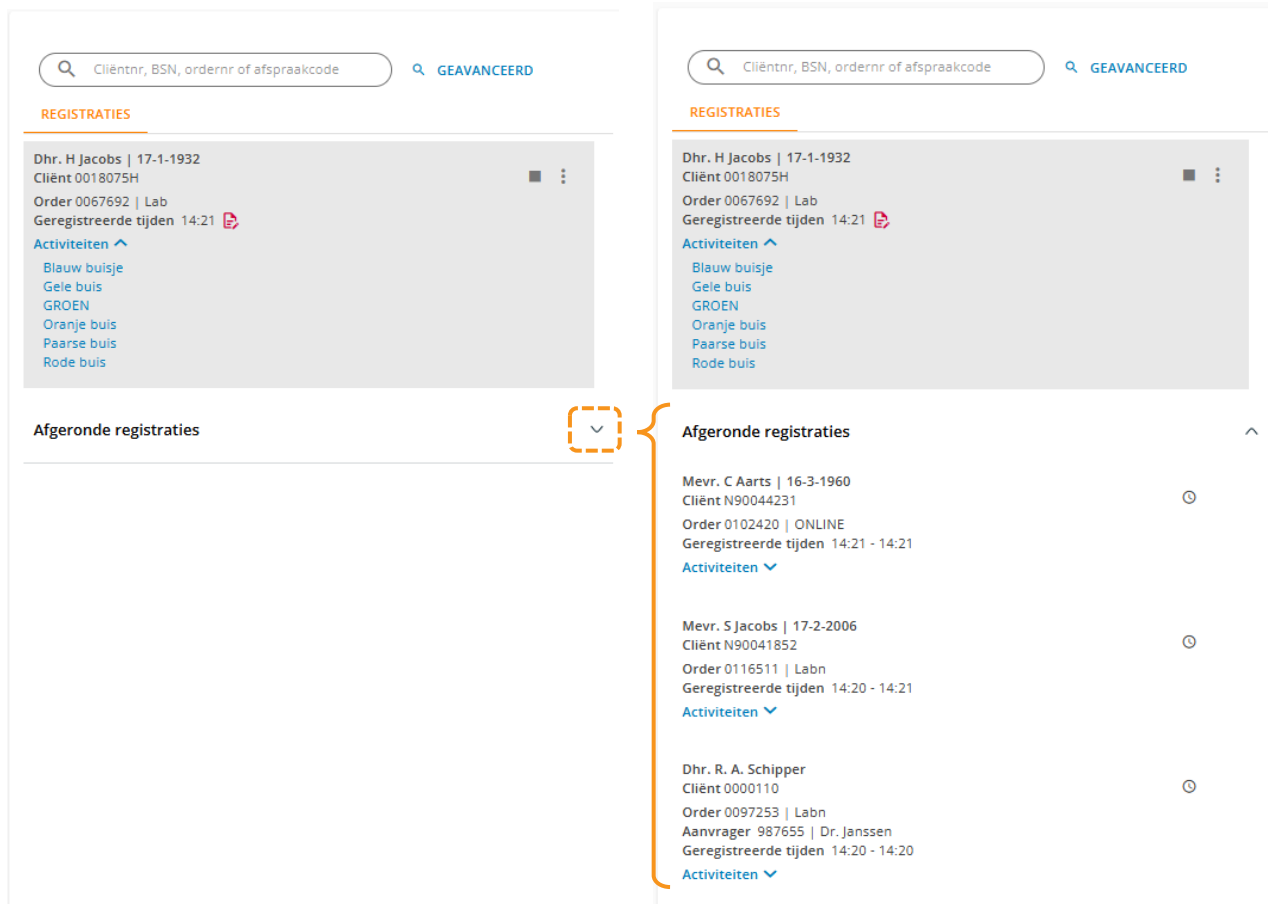 Cliëntnr, BSN, ordernr of afspraakcode
GEAVANCEERD
REGISTRATIES
Dhr. H Jacobs | 17-1-1932
Cliënt 0018075H
Order 0067692 | Lab
Geregistreerde tijden 14:21
Activiteiten
Blauw buisje
Gele buis
GROEN
Oranje buis
Paarse buis
Rode buis
Afgeronde registraties
Cliëntnr, BSN, ordernr of afspraakcode
GEAVANCEERD
REGISTRATIES
Dhr. H Jacobs | 17-1-1932
Cliënt 0018075H
Order 0067692 | Lab
Geregistreerde tijden 14:21
Activiteiten
Blauw buisje
Gele buis
GROEN
Oranje buis
Paarse buis
Rode buis
Afgeronde registraties
Mevr. C Aarts | 16-3-1960
Cliënt N90044231
Order 0102420 | ONLINE
Geregistreerde tijden 14:21 - 14:21
Activiteiten
Mevr. S Jacobs | 17-2-2006
Cliënt N90041852
Order 0116511 | Labn
Geregistreerde tijden 14:20 - 14:21
Activiteiten
Dhr. R. A. Schipper
Cliënt 0000110
Order 0097253 | Labn
Aanvrager 987655 | Dr. Janssen
Geregistreerde tijden 14:20 - 14:20
Activiteiten